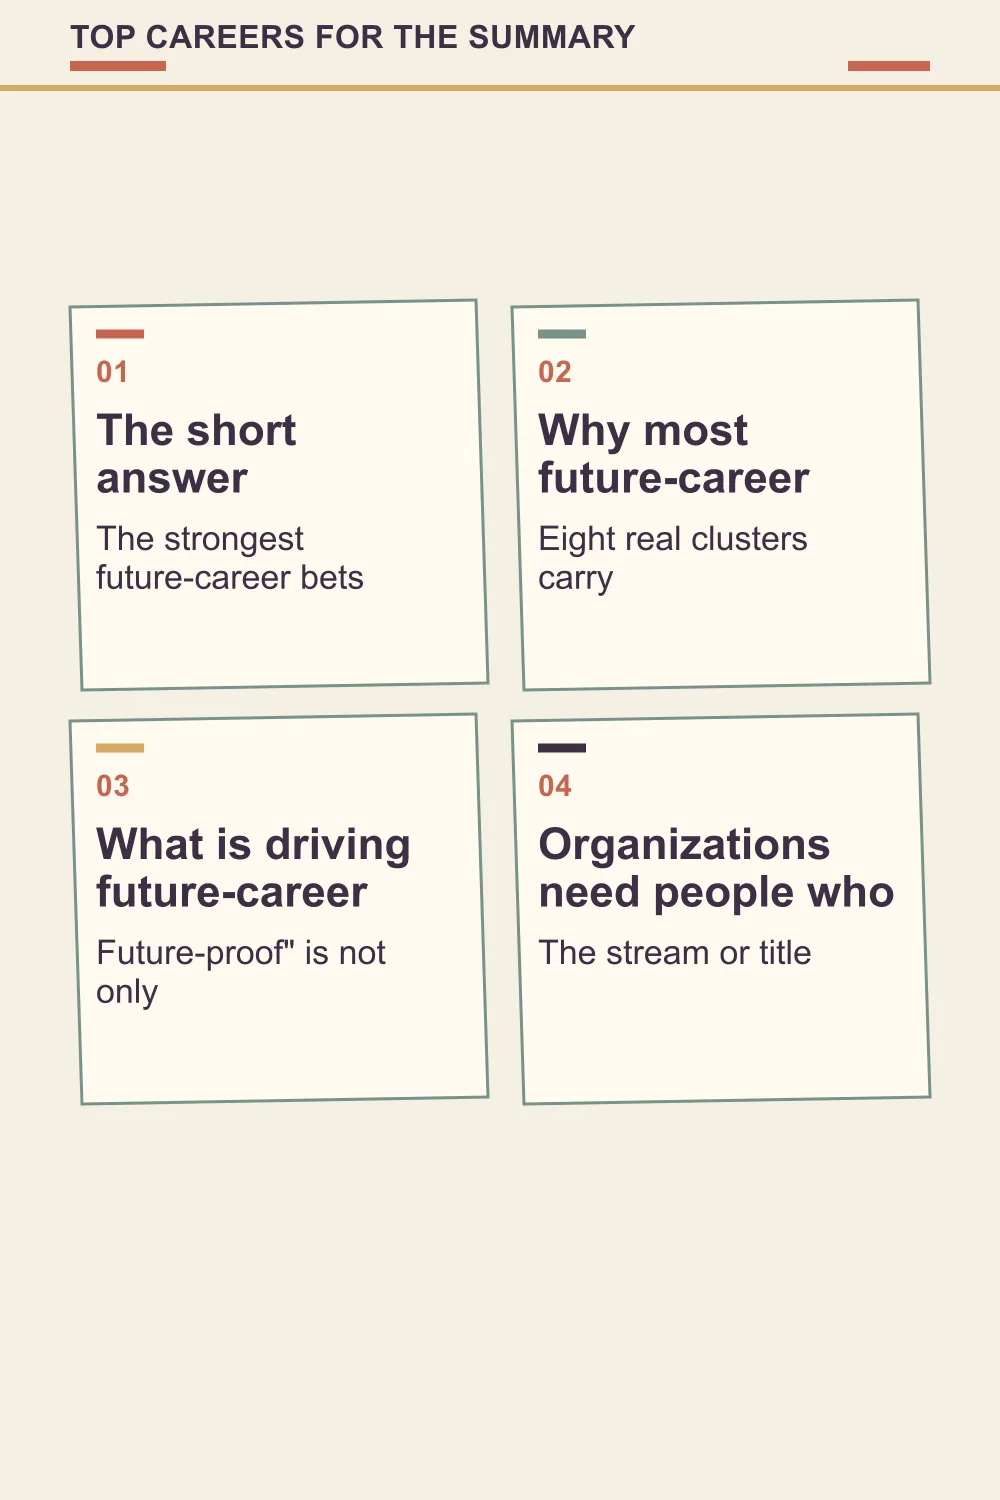 TOP CAREERS FOR THE SUMMARY
01
The short
answer
The strongest
future-career bets
02
Why most
future-career
Eight real clusters
carry
03
What is driving
future-career
Future-proof" is not
only
04
Organizations
need people who
The stream or title